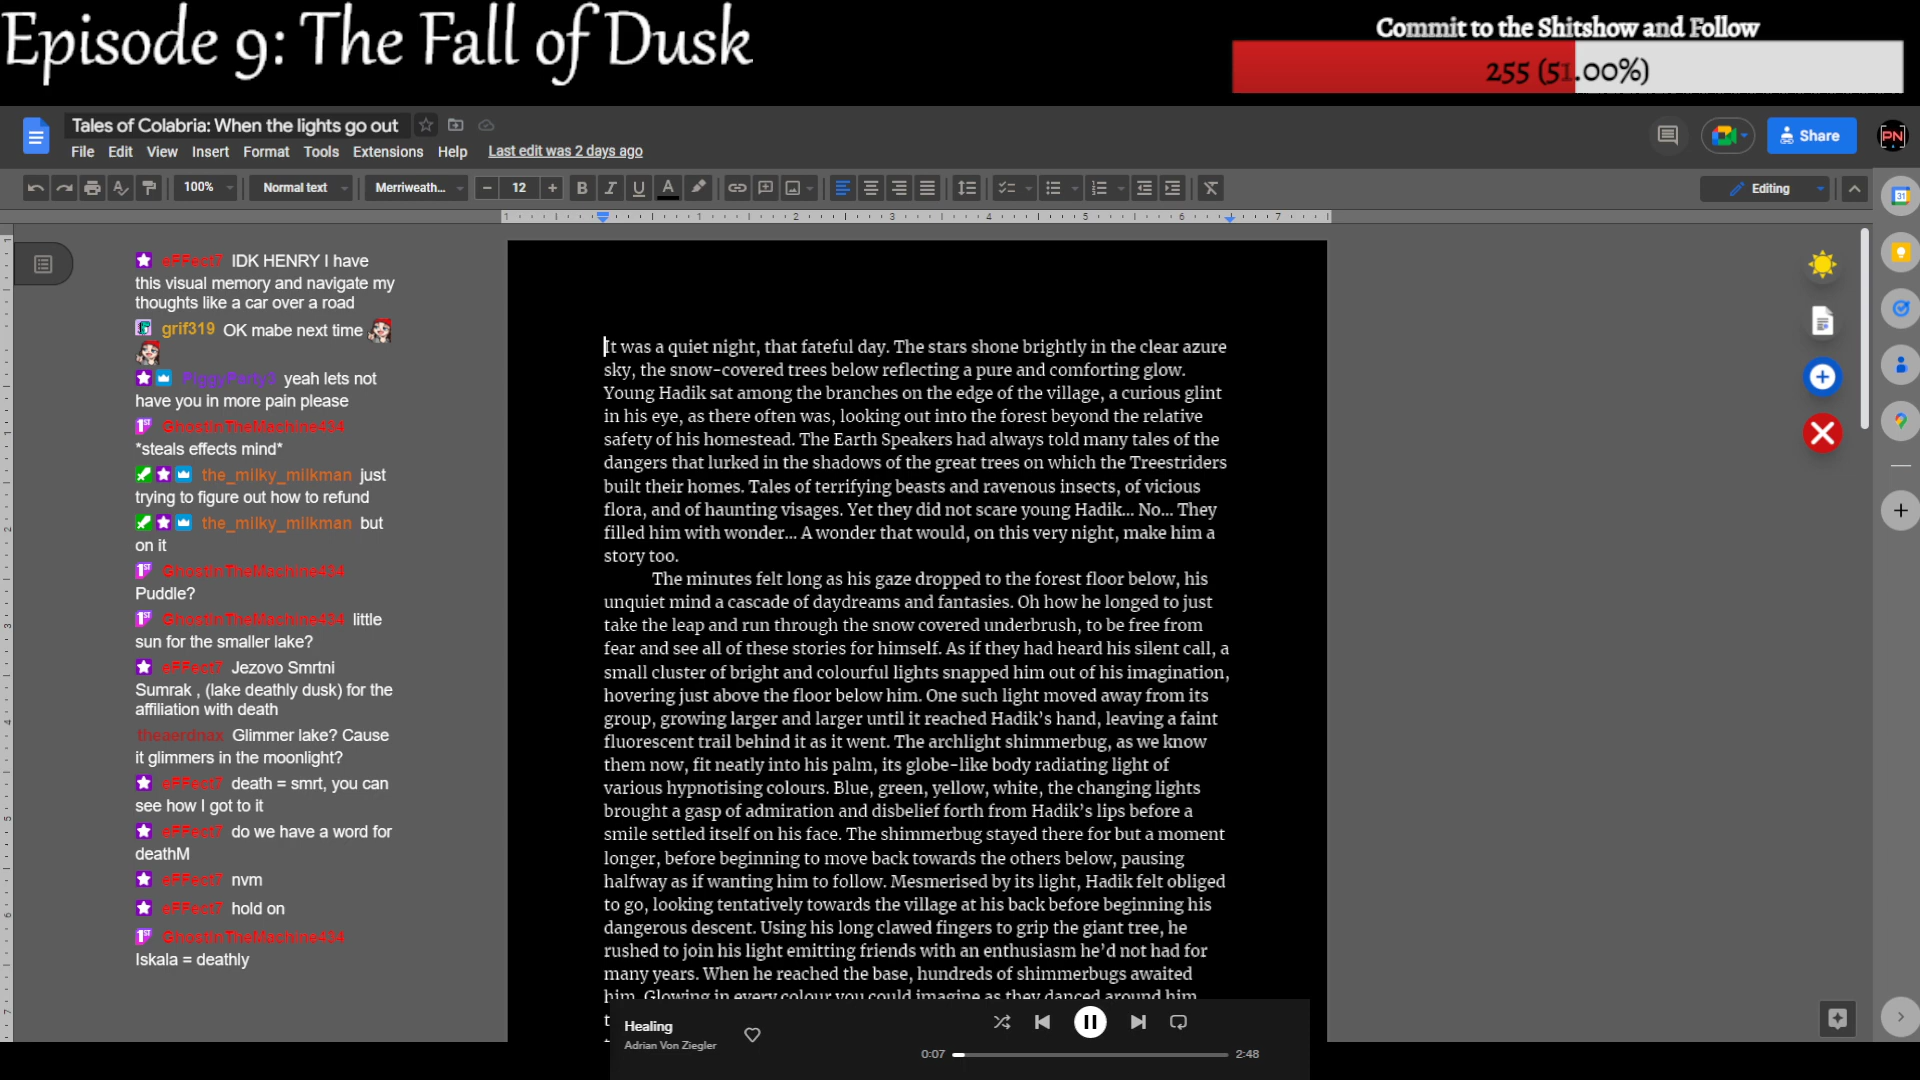 Episode 9: The Fall of Dusk
Commit to the Shitshow and Follow
255 (51.00%)
Tales of Colabria: When the lights go out
File Edit View Insert Format Tools Extensions Help Last edit was 2 days ago
Share
PN
100% Normal text Merriweath... 12 Editing
1 1 2 3 4 5 6 7
31
eFFect7 IDK HENRY I have
this visual memory and navigate my
thoughts like a car over a road
grif319 OK mabe next time
PiggyParty3 yeah lets not
have you in more pain please
GhostInTheMachine434
*steals effects mind*
the_milky_milkman just
trying to figure out how to refund
the_milky_milkman but
on it
GhostInTheMachine434
Puddle?
GhostInTheMachine434 little
sun for the smaller lake?
eFFect7 Jezovo Smrtni
Sumrak , (lake deathly dusk) for the
affiliation with death
theaerdnax Glimmer lake? Cause
it glimmers in the moonlight?
eFFect7 death = smrt, you can
see how I got to it
eFFect7 do we have a word for
deathM
eFFect7 nvm
eFFect7 hold on
GhostInTheMachine434
Iskala = deathly
It was a quiet night, that fateful day. The stars shone brightly in the clear azure
sky, the snow-covered trees below reflecting a pure and comforting glow.
Young Hadik sat among the branches on the edge of the village, a curious glint
in his eye, as there often was, looking out into the forest beyond the relative
safety of his homestead. The Earth Speakers had always told many tales of the
dangers that lurked in the shadows of the great trees on which the Treestriders
built their homes. Tales of terrifying beasts and ravenous insects, of vicious
flora, and of haunting visages. Yet they did not scare young Hadik... No... They
filled him with wonder... A wonder that would, on this very night, make him a
story too.
The minutes felt long as his gaze dropped to the forest floor below, his
unquiet mind a cascade of daydreams and fantasies. Oh how he longed to just
take the leap and run through the snow covered underbrush, to be free from
fear and see all of these stories for himself. As if they had heard his silent call, a
small cluster of bright and colourful lights snapped him out of his imagination,
hovering just above the floor below him. One such light moved away from its
group, growing larger and larger until it reached Hadik's hand, leaving a faint
fluorescent trail behind it as it went. The archlight shimmerbug, as we know
them now, fit neatly into his palm, its globe-like body radiating light of
various hypnotising colours. Blue, green, yellow, white, the changing lights
brought a gasp of admiration and disbelief forth from Hadik's lips before a
smile settled itself on his face. The shimmerbug stayed there for but a moment
longer, before beginning to move back towards the others below, pausing
halfway as if wanting him to follow. Mesmerised by its light, Hadik felt obliged
to go, looking tentatively towards the village at his back before beginning his
dangerous descent. Using his long clawed fingers to grip the giant tree, he
rushed to join his light emitting friends with an enthusiasm he'd not had for
many years. When he reached the base, hundreds of shimmerbugs awaited
him. Glowing in every colour you could imagine as they danced around him
Healing
Adrian Von Ziegler
0:07 2:48